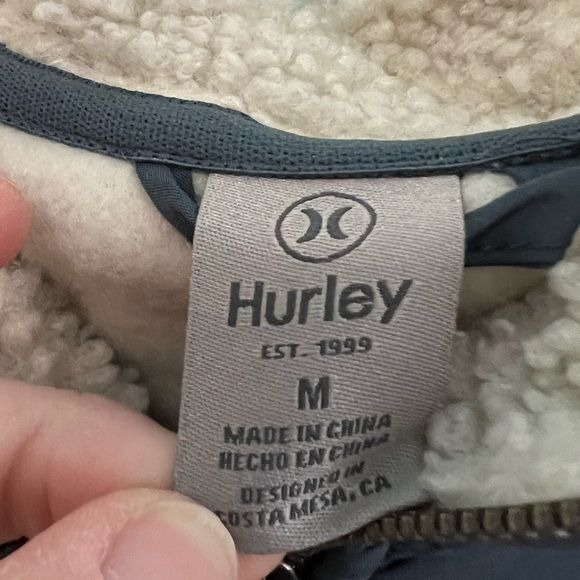 Hurley
EST. 1999
M
MADE IN CHINA
HECHO EN CHINA
DESIGNED IN
COSTA MESA, CA